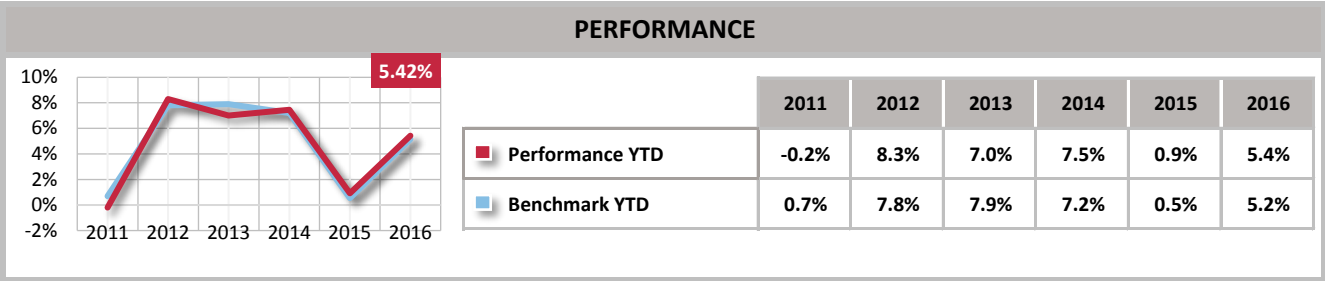 PERFORMANCE
5.42%
10%
8%
6%
4%
2%
0%
-2%
2011 2012 2013 2014 2015 2016
2011 2012 2013 2014 2015 2016
Performance YTD -0.2% 8.3% 7.0% 7.5% 0.9% 5.4%
Benchmark YTD 0.7% 7.8% 7.9% 7.2% 0.5% 5.2%